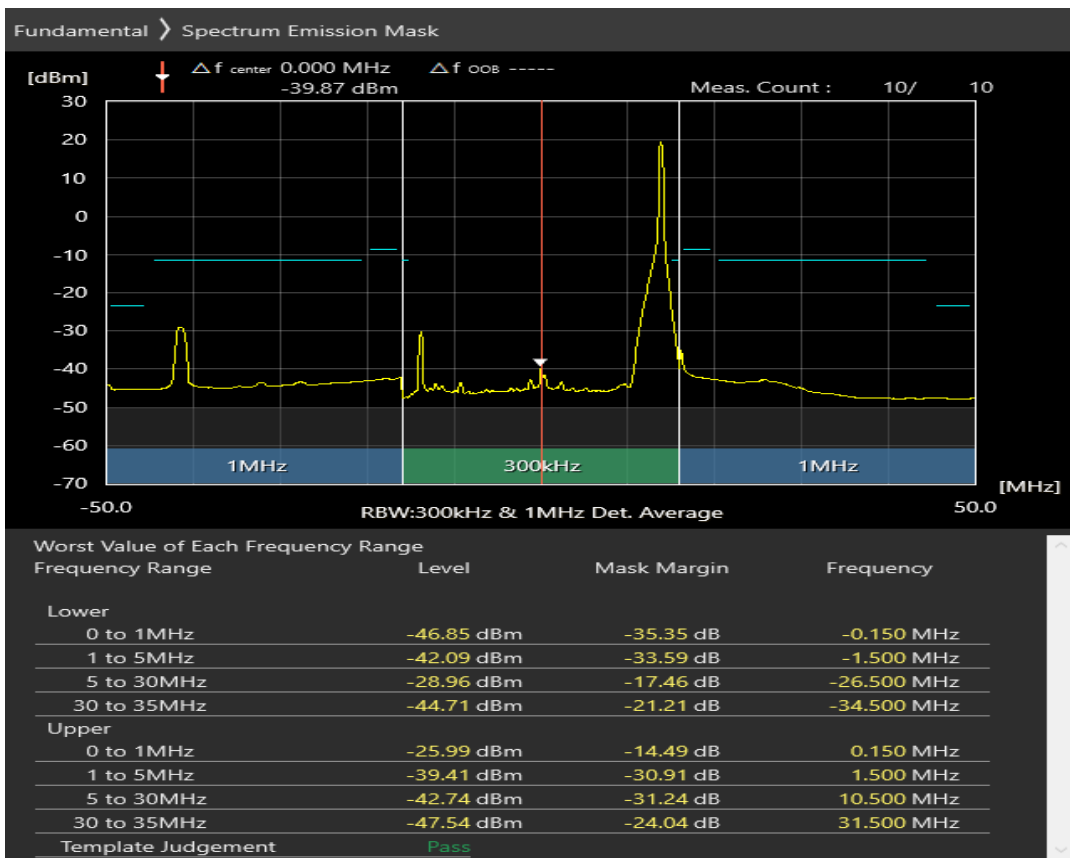 Fundamental 〉 Spectrum Emission Mask
[dBm] △f center 0.000 MHz △f OOB -----
-39.87 dBm Meas. Count : 10/ 10
30
20
10
0
-10
-20
-30
-40
-50
-60
-70
1MHz 300kHz 1MHz
[MHz]
-50.0 RBW:300kHz & 1MHz Det. Average 50.0
Worst Value of Each Frequency Range
Frequency Range Level Mask Margin Frequency
Lower
0 to 1MHz -46.85 dBm -35.35 dB -0.150 MHz
1 to 5MHz -42.09 dBm -33.59 dB -1.500 MHz
5 to 30MHz -28.96 dBm -17.46 dB -26.500 MHz
30 to 35MHz -44.71 dBm -21.21 dB -34.500 MHz
Upper
0 to 1MHz -25.99 dBm -14.49 dB 0.150 MHz
1 to 5MHz -39.41 dBm -30.91 dB 1.500 MHz
5 to 30MHz -42.74 dBm -31.24 dB 10.500 MHz
30 to 35MHz -47.54 dBm -24.04 dB 31.500 MHz
Template Judgement Pass